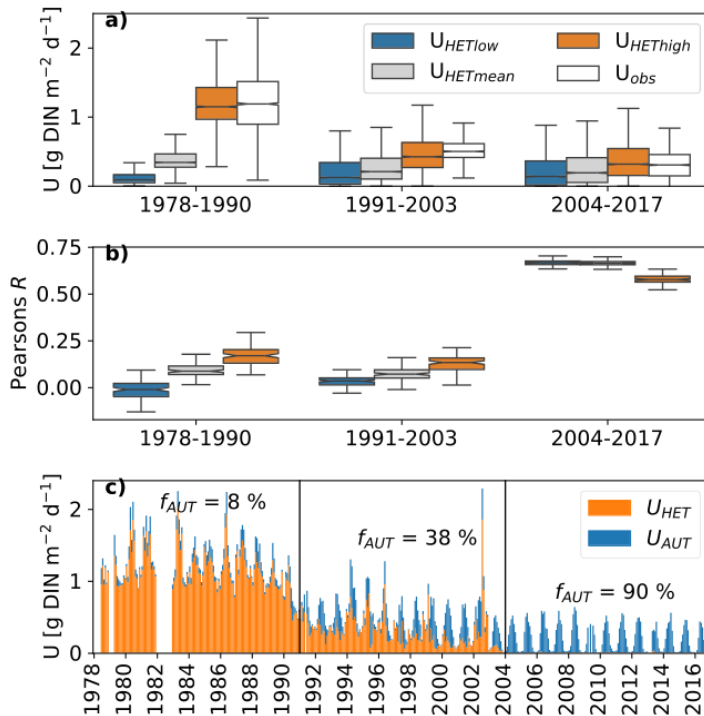 a)
U_HETlow
U_HEThigh
U_HETmean
U_obs
U [g DIN m⁻² d⁻¹]
2
1
0
1978-1990
1991-2003
2004-2017
b)
Pearsons R
0.75
0.50
0.25
0.00
1978-1990
1991-2003
2004-2017
c)
f_AUT = 8 %
f_AUT = 38 %
f_AUT = 90 %
U_HET
U_AUT
U [g DIN m⁻² d⁻¹]
2
1
0
1978
1980
1982
1984
1986
1988
1990
1992
1994
1996
1998
2000
2002
2004
2006
2008
2010
2012
2014
2016